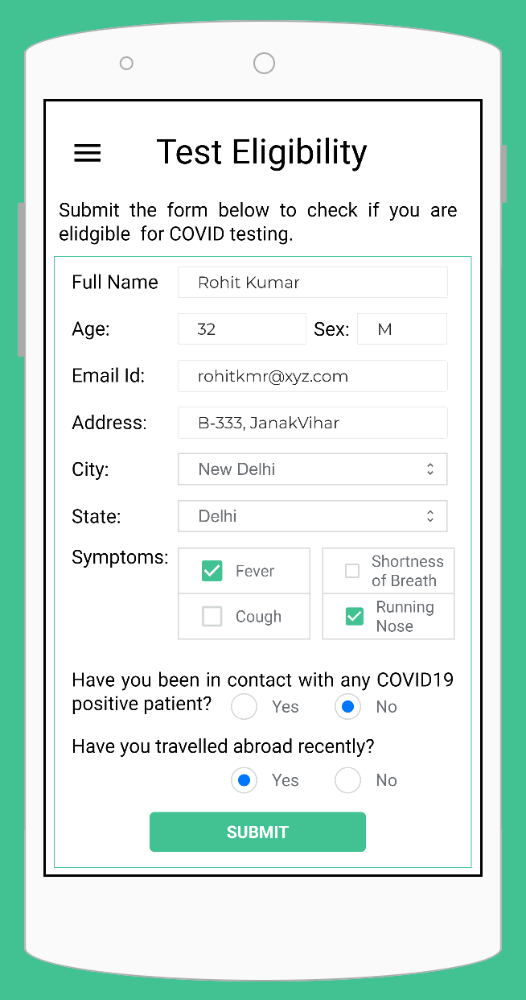 Test Eligibility
Submit the form below to check if you are
elidgible for COVID testing.
Full Name Rohit Kumar
Age: 32 Sex: M
Email Id: rohitkmr@xyz.com
Address: B-333, JanakVihar
City: New Delhi
State: Delhi
Symptoms:
Fever
Shortness
of Breath
Cough
Running
Nose
Have you been in contact with any COVID19
positive patient? Yes No
Have you travelled abroad recently?
Yes No
SUBMIT